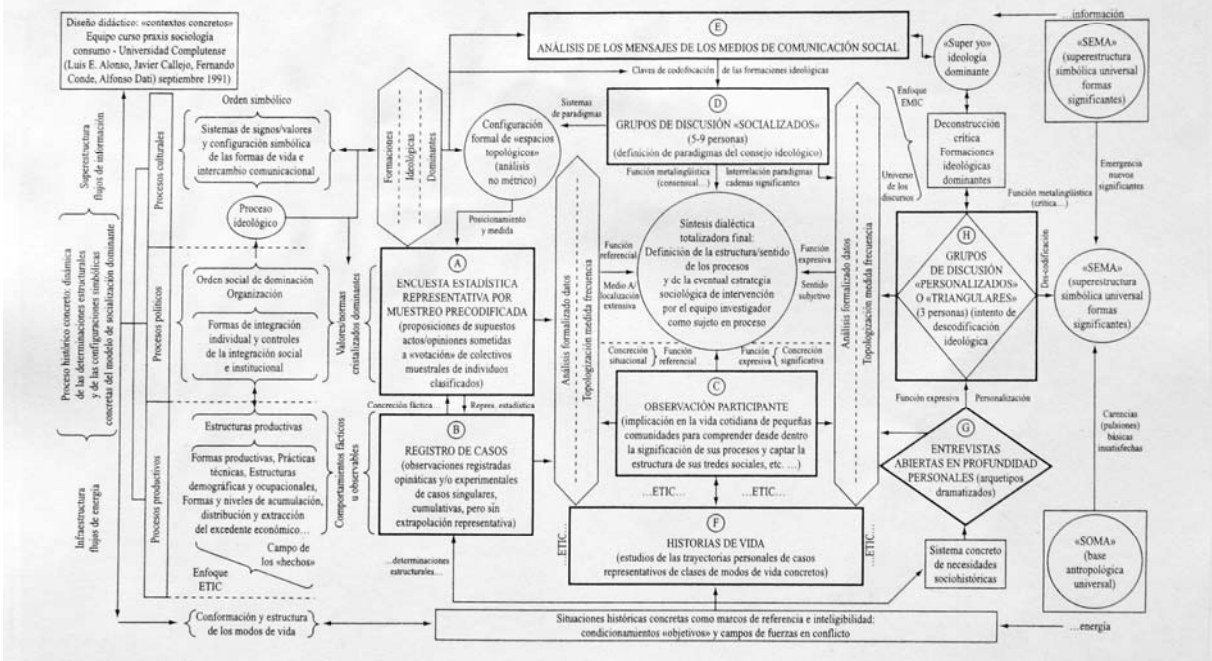 Diseño didáctico: «contextos concretos»
Equipo curso praxis sociología
consumo - Universidad Complutense
(Luis E. Alonso, Javier Callejo, Fernando
Conde, Alfonso Dati) septiembre 1991)
E
ANÁLISIS DE LOS MENSAJES DE LOS MEDIOS DE COMUNICACIÓN SOCIAL
«Super yo»
ideología
dominante
...información
«SEMA»
(superestructura
simbólica universal
formas
significantes)
Claves de codofificación
de las formaciones ideológicas
Superestructura
flujos de información
Procesos culturales
Orden simbólico
Sistemas de signos/valores
y configuración simbólica
de las formas de vida e
intercambio comunicacional
Formaciones
Ideológicas
Dominantes
Sistemas
de paradigmas
Configuración
formal de «espacios
topológicos»
(análisis
no métrico)
D
GRUPOS DE DISCUSIÓN «SOCIALIZADOS»
(5-9 personas)
(definición de paradigmas del consejo ideológico)
Enfoque
EMIC
Deconstrucción
crítica
Formaciones
ideológicas
dominantes
Emergencia
nuevos
significantes
Función metalingüística
(consensual...)
Interrelación paradigmas
cadenas significantes
Universo
de los
discursos
Función metalingüística
(crítica...)
Proceso
ideológico
Posicionamiento
y medida
Proceso histórico concreto: dinámica
de las determinaciones estructurales
y de las configuraciones simbólicas
concretas del modelo de socialización dominante
Procesos políticos
Orden social de dominación
Organización
Formas de integración
individual y controles
de la integración social
e institucional
Valores/normas
cristalizados dominantes
A
ENCUESTA ESTADÍSTICA
REPRESENTATIVA POR
MUESTREO PRECODIFICADA
(proposiciones de supuestos
actos/opiniones sometidas
a «votación» de colectivos
muestrales de individuos
clasificados)
Análisis formalizado datos
Topologización medida frecuencia
Función
referencial
Medio A/
localización
extensiva
Síntesis dialéctica
totalizadora final:
Definición de la estructura/sentido
de los procesos
y de la eventual estrategia
sociológica de intervención
por el equipo investigador
como sujeto en proceso
Función
expresiva
Sentido
subjetivo
Análisis formalizado datos
Topologización medida frecuencia
H
GRUPOS
DE DISCUSIÓN
«PERSONALIZADOS»
O «TRIANGULARES»
(3 personas) (intento de
descodificación
ideológica)
Des-codificación
«SEMA»
(superestructura
simbólica universal
formas
significantes)
Concreción
situacional
Función
referencial
Función
expresiva
Concreción
significativa
Concreción fáctica...
Repres. estadística
Función expresiva
Personalización
Infraestructura
flujos de energía
Procesos productivos
Estructuras productivas
Formas productivas, Prácticas
técnicas, Estructuras
demográficas y ocupacionales,
Formas y niveles de acumulación,
distribución y extracción
del excedente económico...
Campo de
los «hechos»
Enfoque
ETIC
Comportamientos fácticos
u observables
B
REGISTRO DE CASOS
(observaciones registradas
opináticas y/o experimentales
de casos singulares,
cumulativas, pero sin
extrapolación representativa)
C
OBSERVACIÓN PARTICIPANTE
(implicación en la vida cotidiana de pequeñas
comunidades para comprender desde dentro
la significación de sus procesos y captar la
estructura de sus tredes sociales, etc. ...)
G
ENTREVISTAS
ABIERTAS EN PROFUNDIDAD
PERSONALES (arquetipos
dramatizados)
Carencias
(pulsiones)
básicas
insatisfechas
...ETIC...
...ETIC...
...ETIC...
...ETIC...
F
HISTORIAS DE VIDA
(estudios de las trayectorias personales de casos
representativos de clases de modos de vida concretos)
Sistema concreto
de necesidades
sociohistóricas
«SOMA»
(base
antropológica
universal)
...determinaciones
estructurales...
Conformación y estructura
de los modos de vida
Situaciones históricas concretas como marcos de referencia e inteligibilidad:
condicionamientos «objetivos» y campos de fuerzas en conflicto
...energía